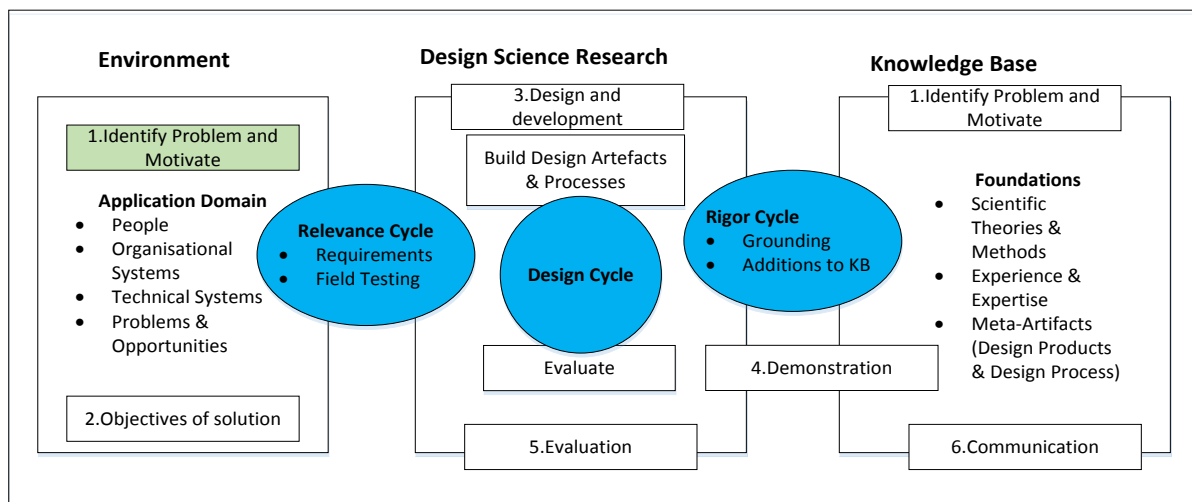 Environment
1.Identify Problem and
Motivate
Application Domain
• People
• Organisational
Systems
• Technical Systems
• Problems &
Opportunities
2.Objectives of solution
Relevance Cycle
• Requirements
• Field Testing
Design Science Research
3.Design and
development
Build Design Artefacts
& Processes
Design Cycle
Evaluate
5.Evaluation
Rigor Cycle
• Grounding
• Additions to KB
4.Demonstration
Knowledge Base
1.Identify Problem and
Motivate
Foundations
• Scientific
Theories &
Methods
• Experience &
Expertise
• Meta-Artifacts
(Design Products
& Design Process)
6.Communication